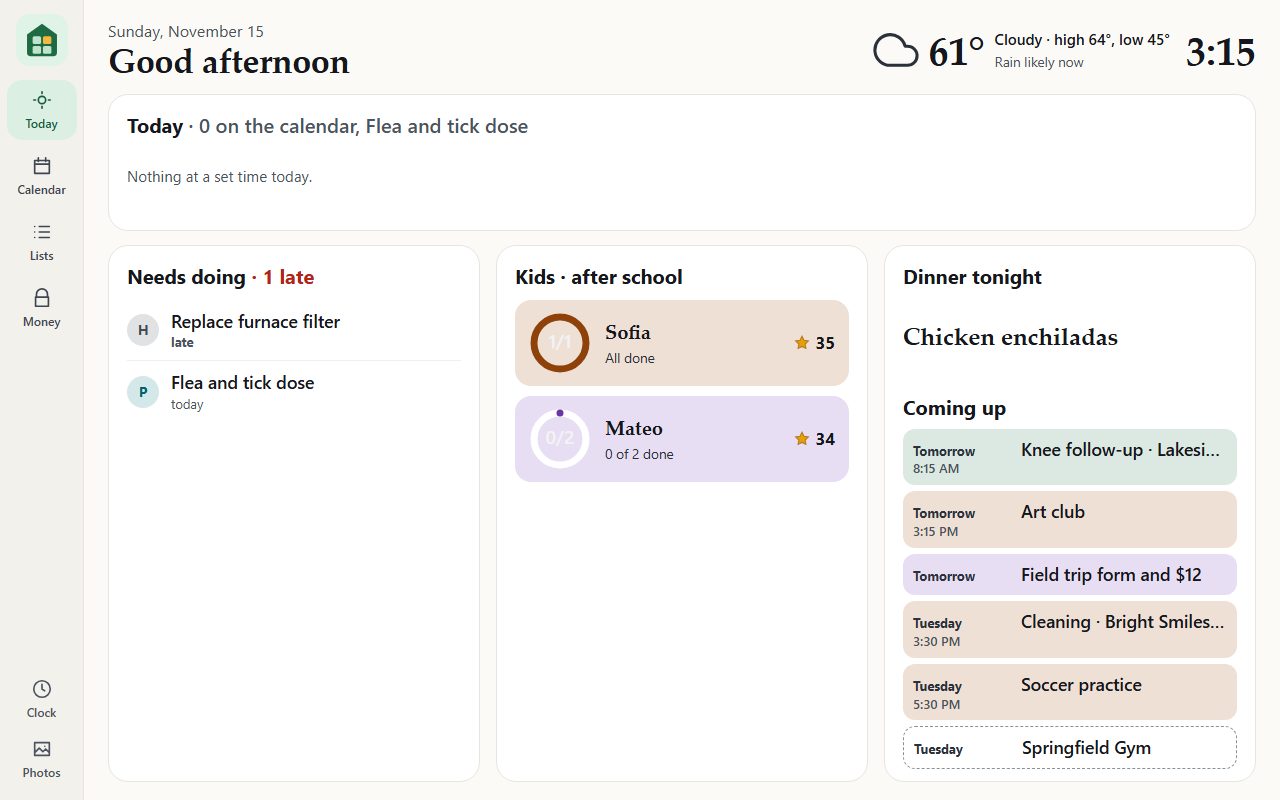 Today
Calendar
Lists
Money
Clock
Photos
Sunday, November 15
Good afternoon
61°
Cloudy · high 64°, low 45°
Rain likely now
3:15
Today · 0 on the calendar, Flea and tick dose
Nothing at a set time today.
Needs doing · 1 late
H
Replace furnace filter
late
P
Flea and tick dose
today
Kids · after school
1/1
Sofia
All done
35
0/2
Mateo
0 of 2 done
34
Dinner tonight
Chicken enchiladas
Coming up
Tomorrow
8:15 AM
Knee follow-up · Lakesi...
Tomorrow
3:15 PM
Art club
Tomorrow
Field trip form and $12
Tuesday
3:30 PM
Cleaning · Bright Smiles...
Tuesday
5:30 PM
Soccer practice
Tuesday
Springfield Gym